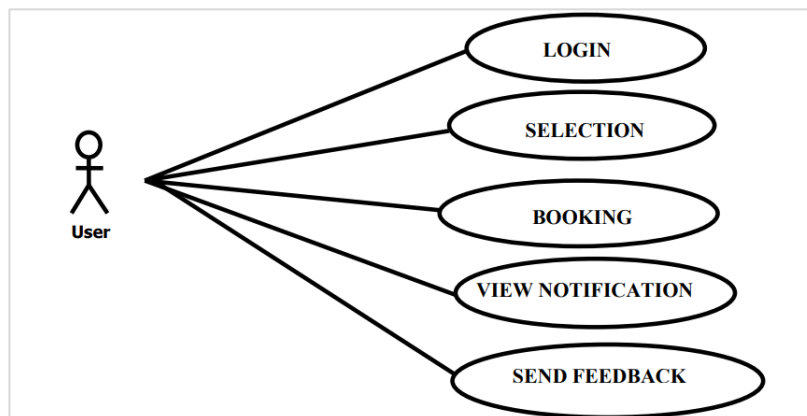 LOGIN
SELECTION
User
BOOKING
VIEW NOTIFICATION
SEND FEEDBACK